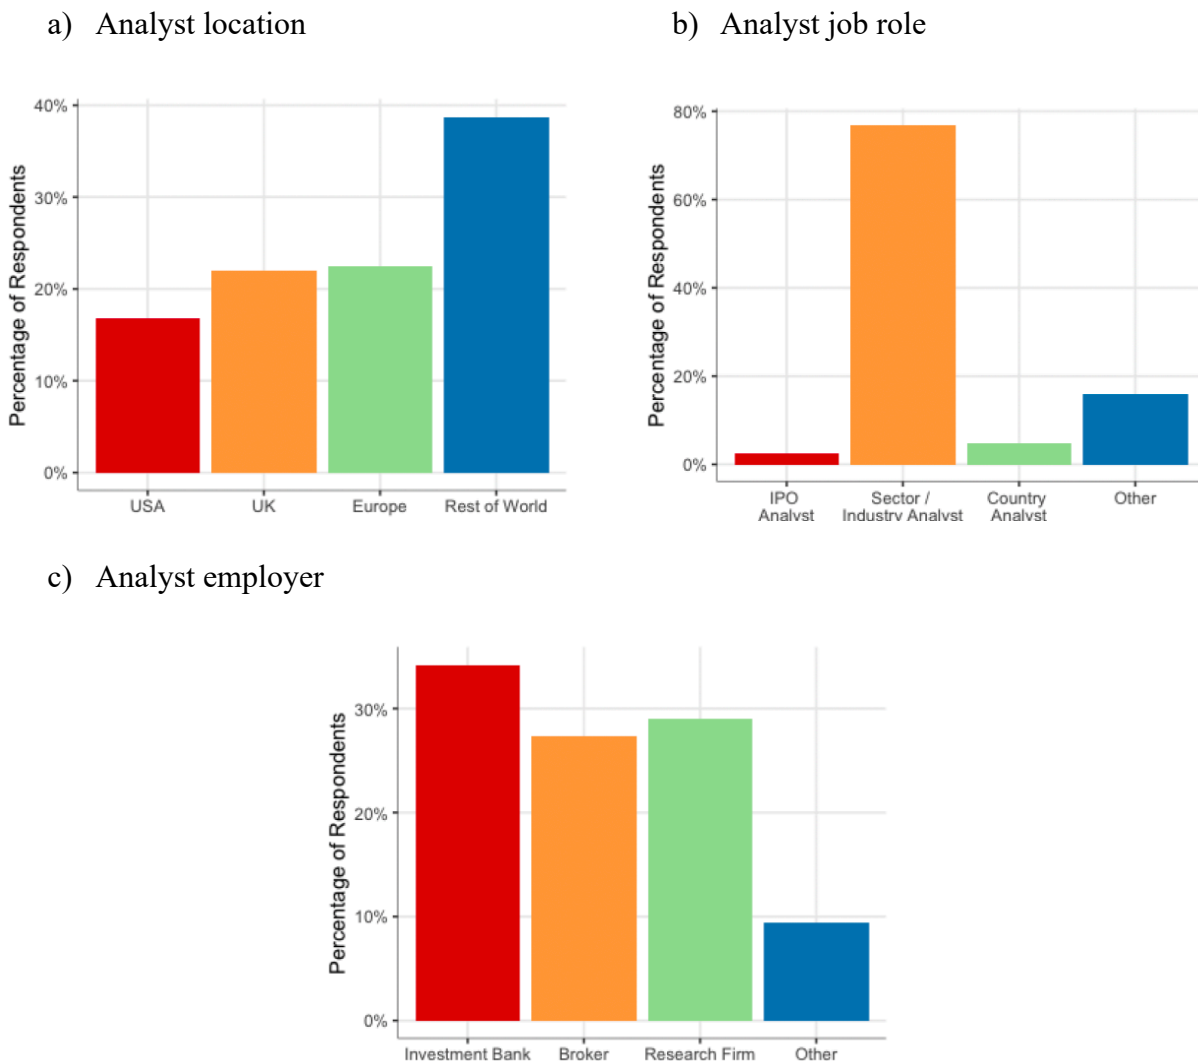 a) Analyst location
40%
30%
20%
10%
0%
Percentage of Respondents
USA
UK
Europe
Rest of World
b) Analyst job role
80%
60%
40%
20%
0%
Percentage of Respondents
IPO
Analyst
Sector /
Industry Analyst
Country
Analyst
Other
c) Analyst employer
30%
20%
10%
0%
Percentage of Respondents
Investment Bank
Broker
Research Firm
Other